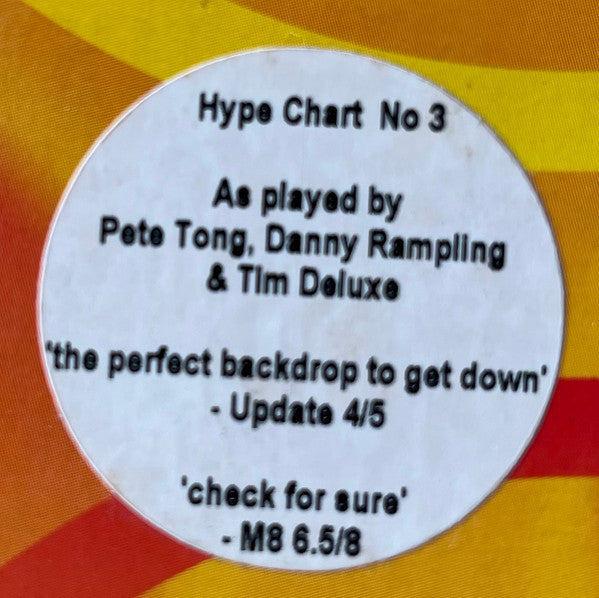 Hype Chart No 3
As played by
Pete Tong, Danny Rampling
& Tim Deluxe
'the perfect backdrop to get down'
- Update 4/5
'check for sure'
- M8 6.5/8